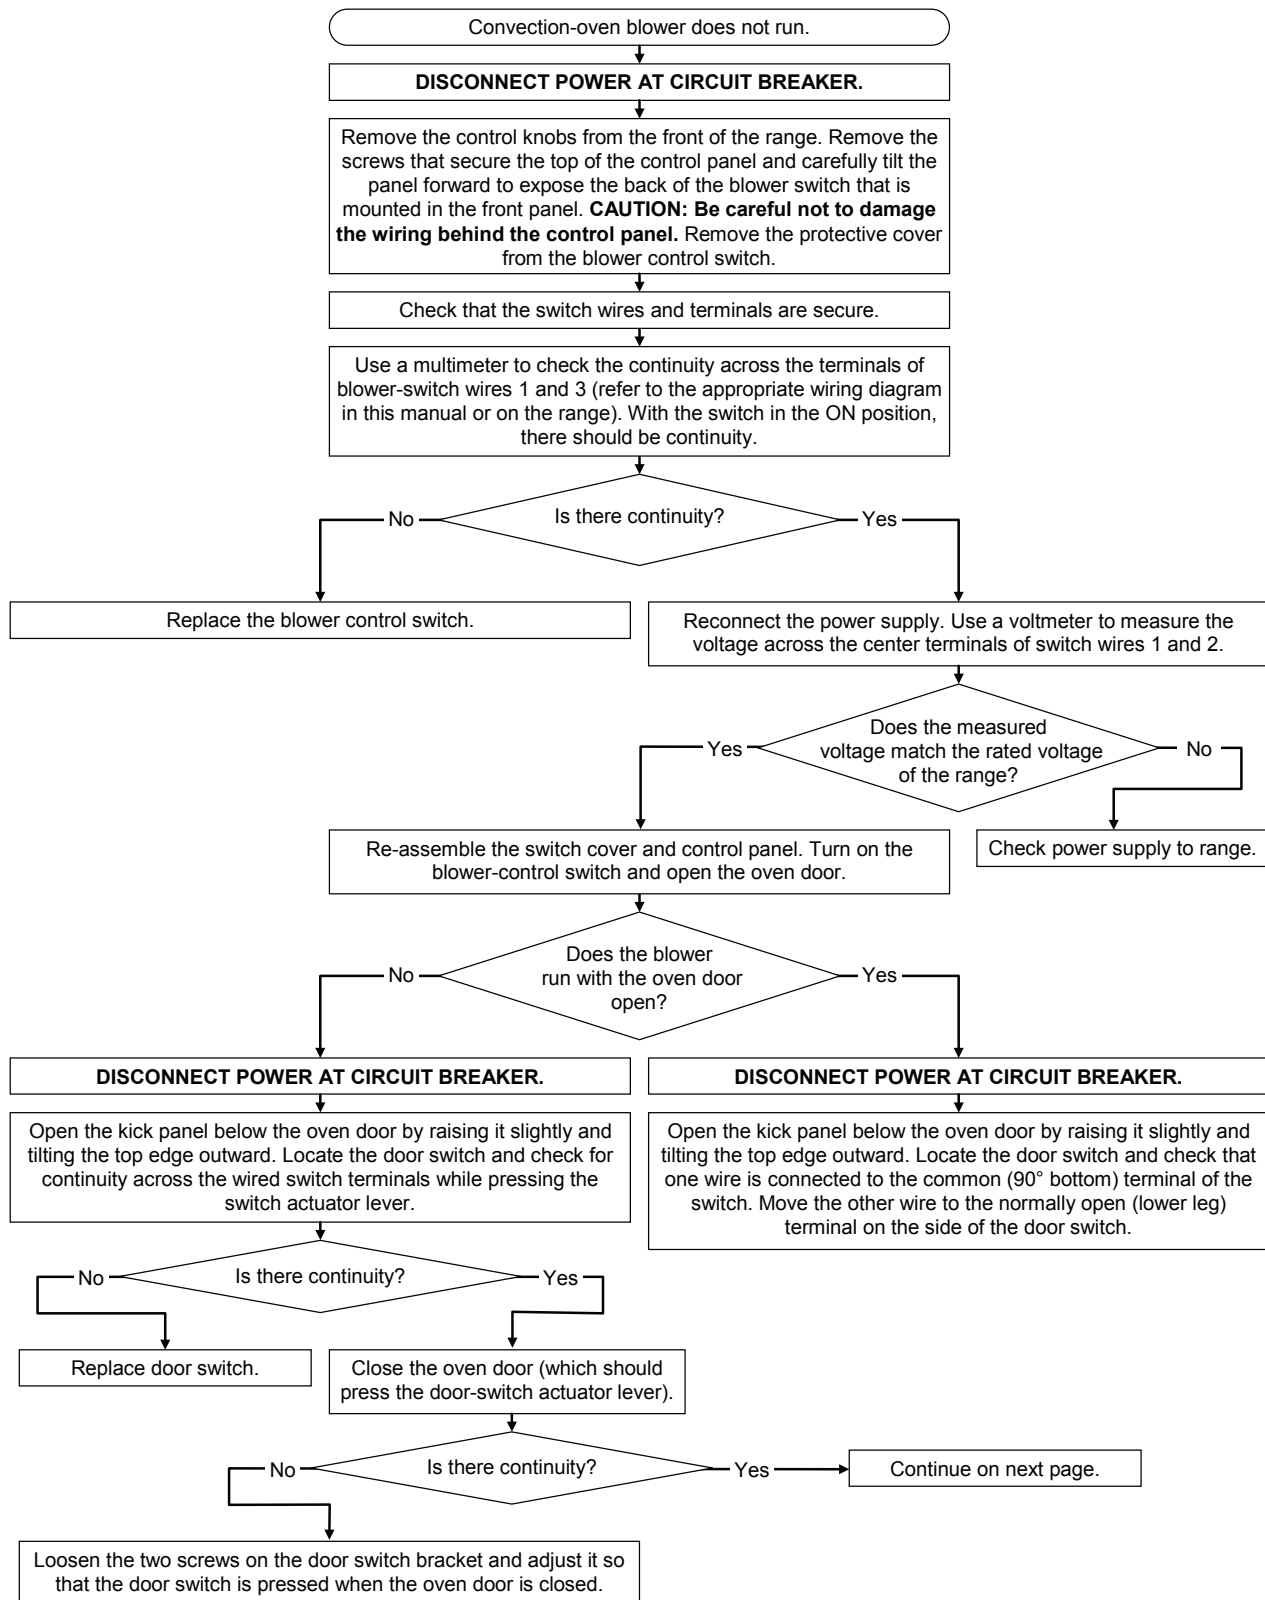 Convection-oven blower does not run.
DISCONNECT POWER AT CIRCUIT BREAKER.
Remove the control knobs from the front of the range. Remove the
screws that secure the top of the control panel and carefully tilt the
panel forward to expose the back of the blower switch that is
mounted in the front panel. CAUTION: Be careful not to damage
the wiring behind the control panel. Remove the protective cover
from the blower control switch.
Check that the switch wires and terminals are secure.
Use a multimeter to check the continuity across the terminals of
blower-switch wires 1 and 3 (refer to the appropriate wiring diagram
in this manual or on the range). With the switch in the ON position,
there should be continuity.
Is there continuity?
No
Yes
Replace the blower control switch.
Reconnect the power supply. Use a voltmeter to measure the
voltage across the center terminals of switch wires 1 and 2.
Does the measured
voltage match the rated voltage
of the range?
Yes
No
Re-assemble the switch cover and control panel. Turn on the
blower-control switch and open the oven door.
Check power supply to range.
Does the blower
run with the oven door
open?
No
Yes
DISCONNECT POWER AT CIRCUIT BREAKER.
Open the kick panel below the oven door by raising it slightly and
tilting the top edge outward. Locate the door switch and check for
continuity across the wired switch terminals while pressing the
switch actuator lever.
DISCONNECT POWER AT CIRCUIT BREAKER.
Open the kick panel below the oven door by raising it slightly and
tilting the top edge outward. Locate the door switch and check that
one wire is connected to the common (90° bottom) terminal of the
switch. Move the other wire to the normally open (lower leg)
terminal on the side of the door switch.
Is there continuity?
No
Yes
Replace door switch.
Close the oven door (which should
press the door-switch actuator lever).
Is there continuity?
No
Yes
Continue on next page.
Loosen the two screws on the door switch bracket and adjust it so
that the door switch is pressed when the oven door is closed.